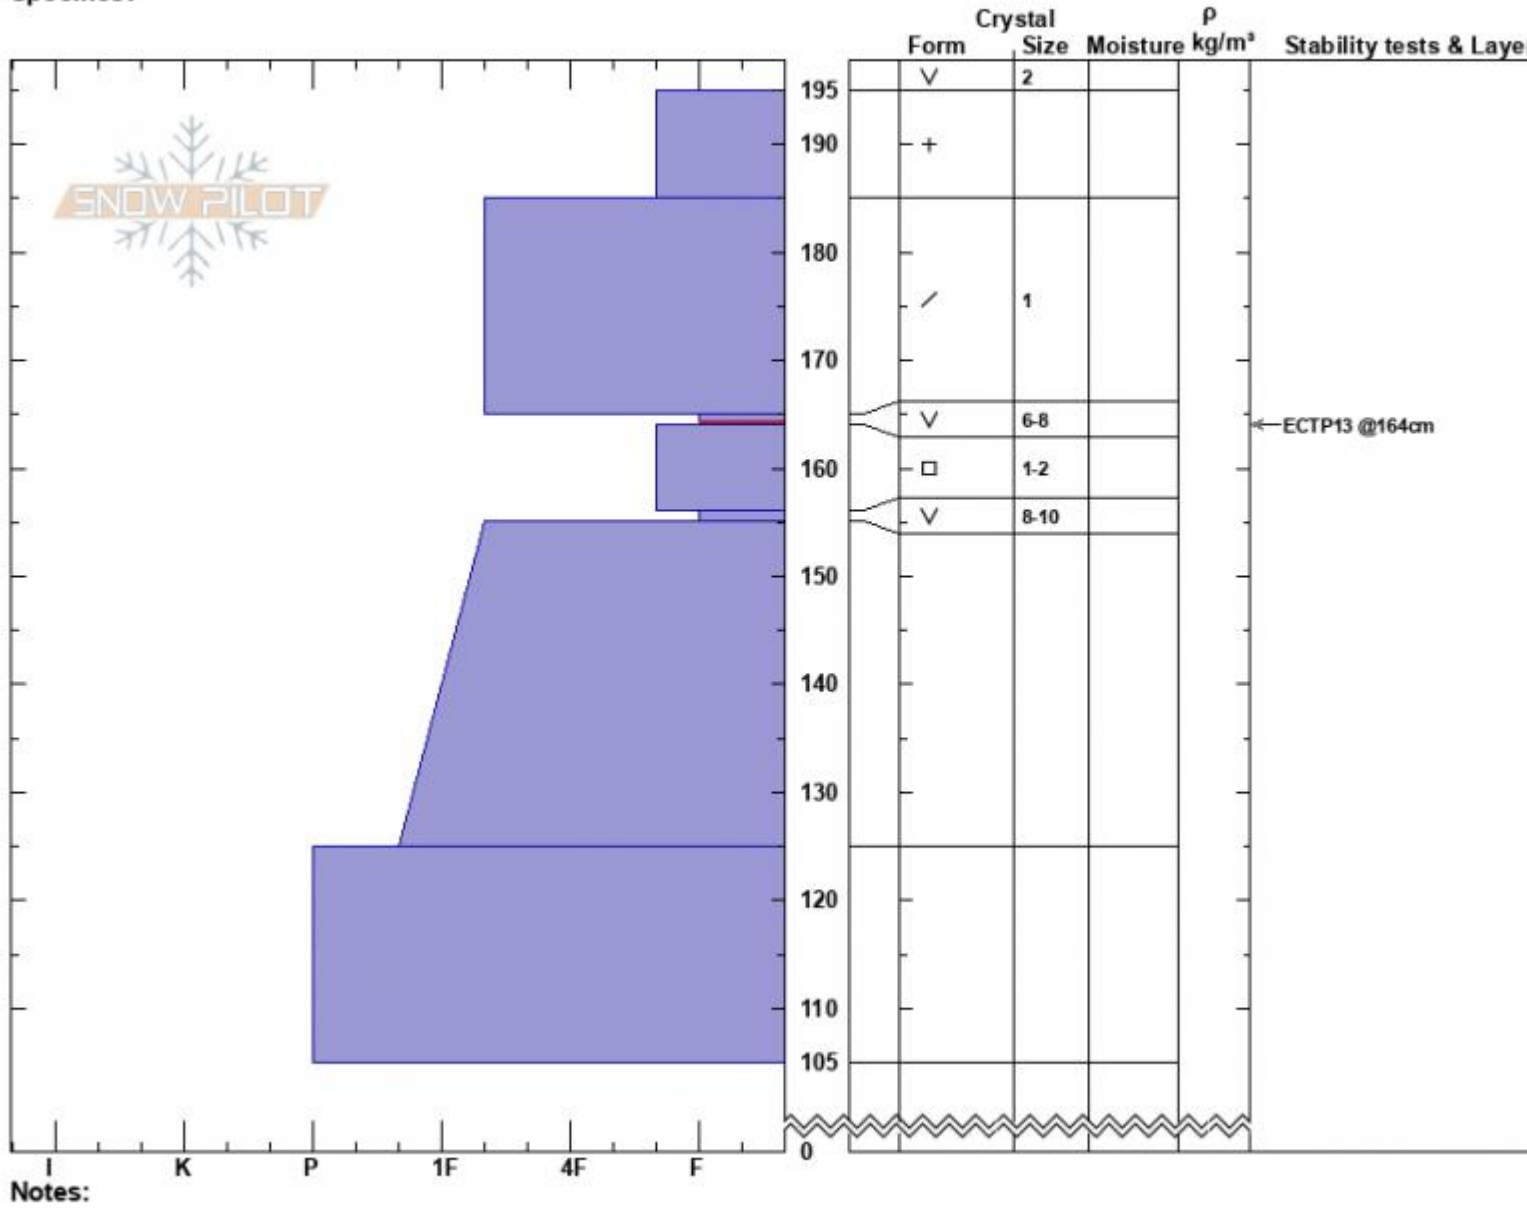 Crystal ρ
Form Size Moisture kg/m³ Stability tests & Laye
195 2
190 +
SNOW PILOT
180
1
170
6-8
ECTP13 @164cm
160 1-2
8-10
150
140
130
120
110
105
0
I K P 1F 4F F
Notes: